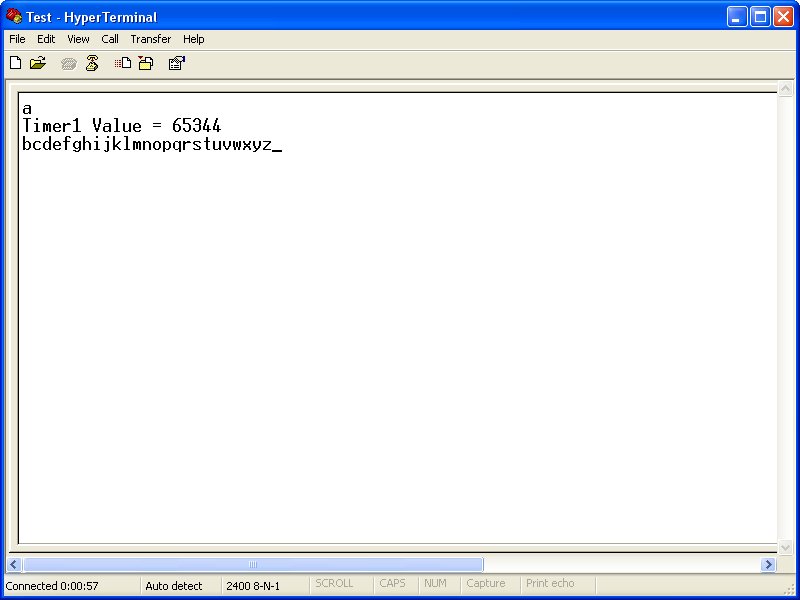 Test - HyperTerminal
File Edit View Call Transfer Help
a
Timer1 Value = 65344
bcdefghijklmnopqrstuvwxyz_
Connected 0:00:57 Auto detect 2400 8-N-1 SCROLL CAPS NUM Capture Print echo